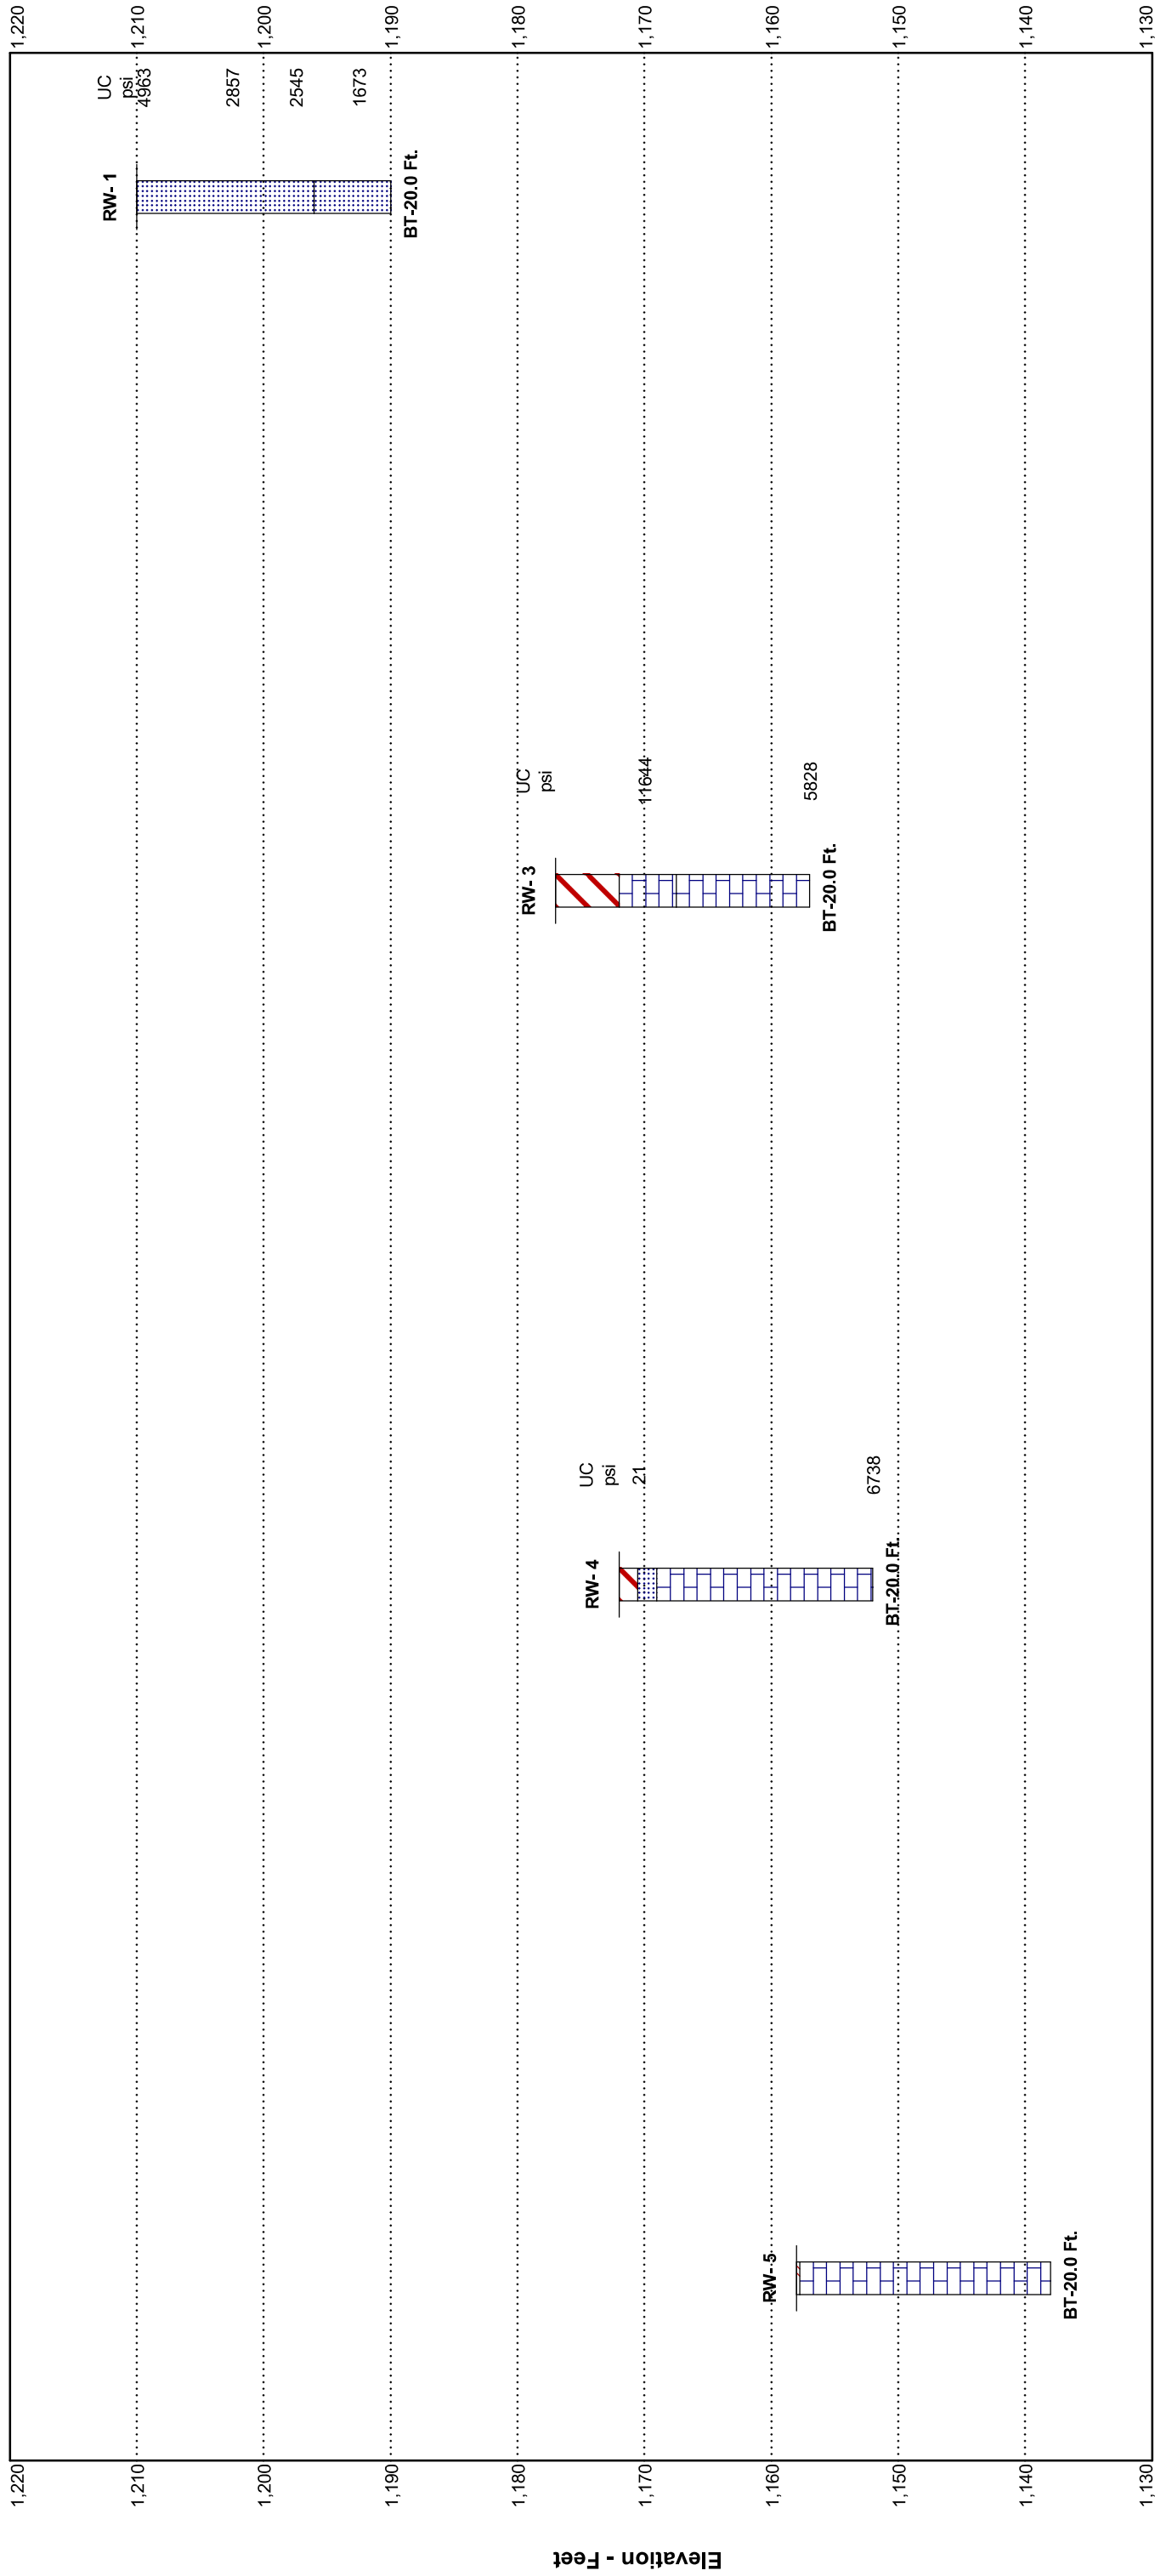 Elevation - Feet
1,220
1,210
1,200
1,190
1,180
1,170
1,160
1,150
1,140
1,130
RW- 5
BT-20.0 Ft.
RW- 4
BT-20.0 Ft.
UC
psi
21
6738
RW- 3
BT-20.0 Ft.
UC
psi
11644
5828
RW- 1
BT-20.0 Ft.
UC
psi
4963
2857
2545
1673
1,220
1,210
1,200
1,190
1,180
1,170
1,160
1,150
1,140
1,130